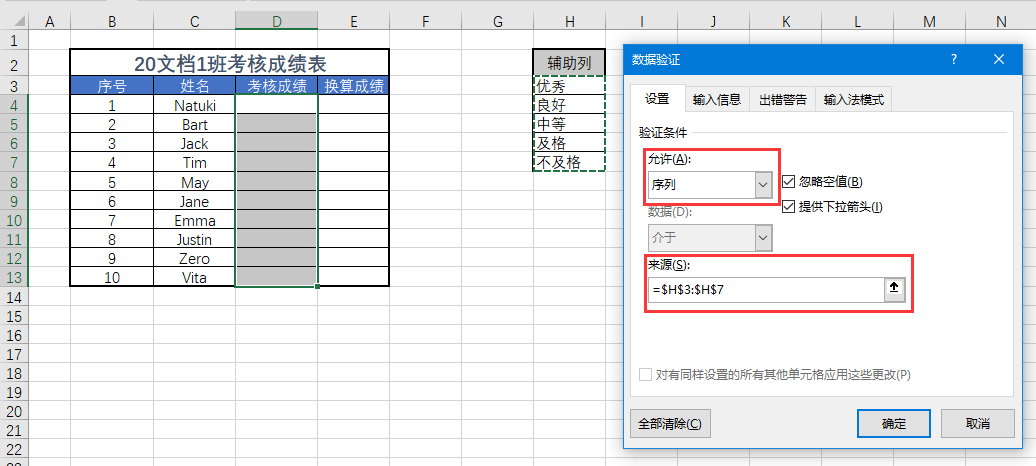 A B C D E F G H I J K L M N
1
2 20文档1班考核成绩表 辅助列
3 序号 姓名 考核成绩 换算成绩 优秀
4 1 Natuki 良好
5 2 Bart 中等
6 3 Jack 及格
7 4 Tim 不及格
8 5 May
9 6 Jane
10 7 Emma
11 8 Justin
12 9 Zero
13 10 Vita
14
15
16
17
18
19
20
21
22
数据验证 ? ×
设置 输入信息 出错警告 输入法模式
验证条件
允许(A):
序列 忽略空值(B)
提供下拉箭头(I)
数据(D):
介于
来源(S):
=$H$3:$H$7
对有同样设置的所有其他单元格应用这些更改(P)
全部清除(C) 确定 取消